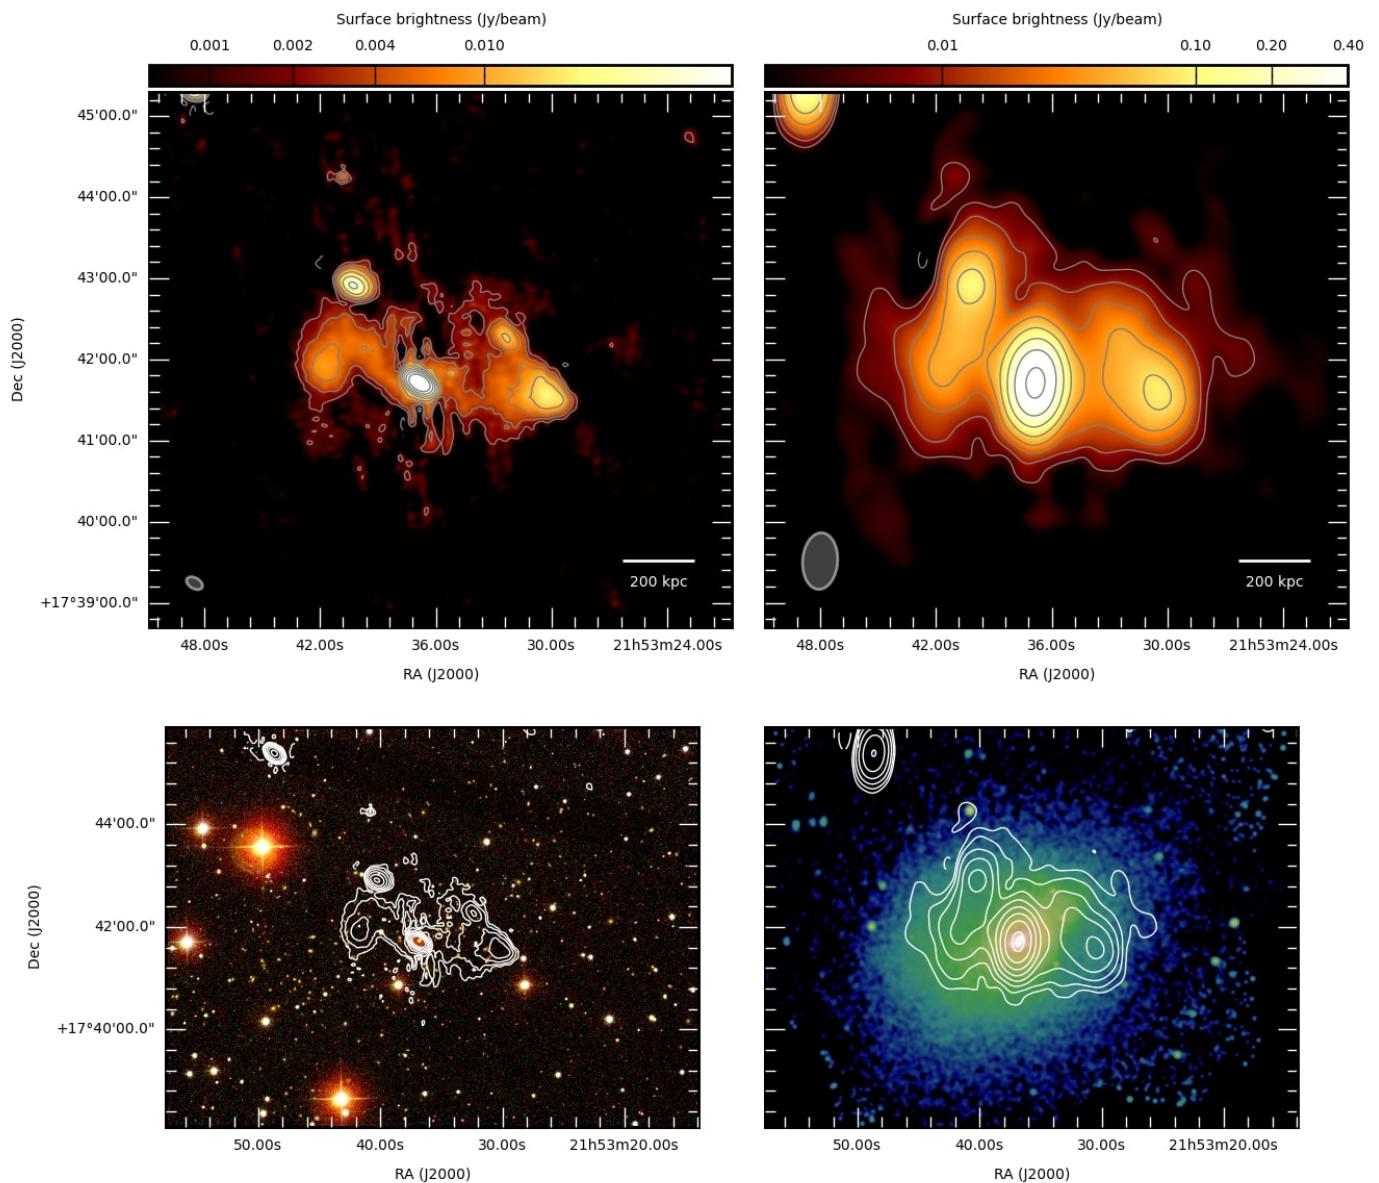 Surface brightness (Jy/beam)
0.001 0.002 0.004 0.010
45'00.0"
44'00.0"
43'00.0"
42'00.0"
41'00.0"
40'00.0"
+17°39'00.0"
Dec (J2000)
200 kpc
48.00s 42.00s 36.00s 30.00s 21h53m24.00s
RA (J2000)
Surface brightness (Jy/beam)
0.01 0.10 0.20 0.40
200 kpc
48.00s 42.00s 36.00s 30.00s 21h53m24.00s
RA (J2000)
44'00.0"
42'00.0"
+17°40'00.0"
Dec (J2000)
50.00s 40.00s 30.00s 21h53m20.00s
RA (J2000)
50.00s 40.00s 30.00s 21h53m20.00s
RA (J2000)